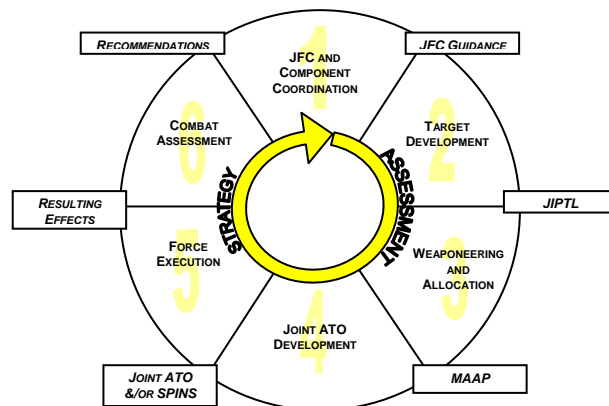 RECOMMENDATIONS
JFC GUIDANCE
1
JFC AND
COMPONENT
COORDINATION
6
COMBAT
ASSESSMENT
2
TARGET
DEVELOPMENT
STRATEGY
ASSESSMENT
RESULTING
EFFECTS
JIPTL
5
FORCE
EXECUTION
3
WEAPONEERING
AND
ALLOCATION
4
JOINT ATO
DEVELOPMENT
JOINT ATO
&/OR SPINS
MAAP